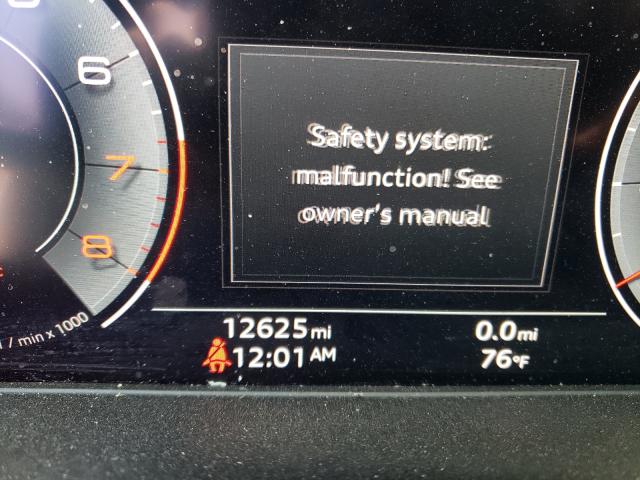 6
7
8
/ min x 1000
Safety system:
malfunction! See
owner's manual
12625 mi
0.0 mi
12:01 AM
76°F